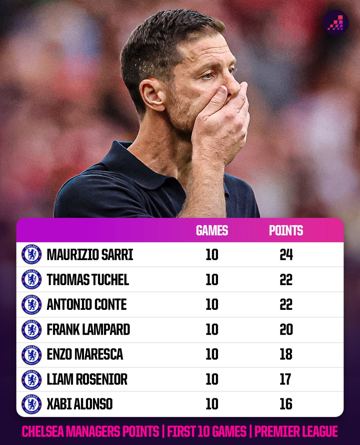 GAMES POINTS
MAURIZIO SARRI 10 24
THOMAS TUCHEL 10 22
ANTONIO CONTE 10 22
FRANK LAMPARD 10 20
ENZO MARESCA 10 18
LIAM ROSENIOR 10 17
XABI ALONSO 10 16
CHELSEA MANAGERS POINTS | FIRST 10 GAMES | PREMIER LEAGUE